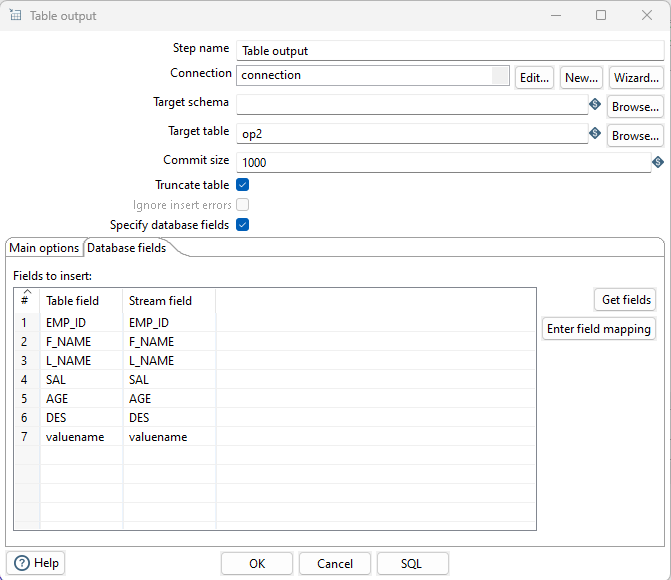 Table output
Step name Table output
Connection connection Edit... New... Wizard...
Target schema Browse...
Target table op2 Browse...
Commit size 1000
Truncate table
Ignore insert errors
Specify database fields
Main options Database fields
Fields to insert:
# Table field Stream field
1 EMP_ID EMP_ID
2 F_NAME F_NAME
3 L_NAME L_NAME
4 SAL SAL
5 AGE AGE
6 DES DES
7 valuename valuename
Get fields
Enter field mapping
Help OK Cancel SQL